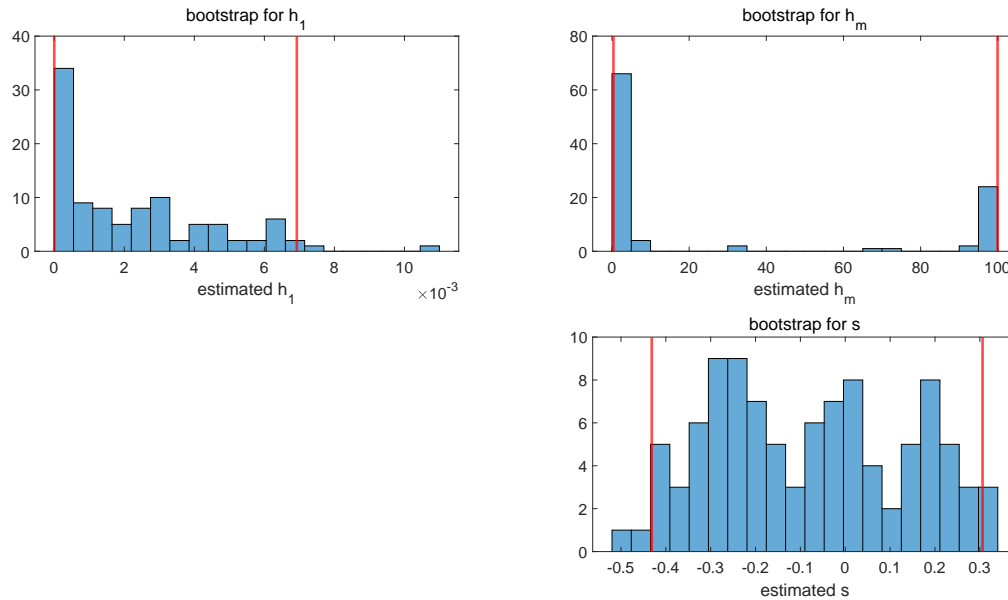 bootstrap for h1
40
30
20
10
0
0 2 4 6 8 10
estimated h1
×10-3
bootstrap for hm
80
60
40
20
0
0 20 40 60 80 100
estimated hm
bootstrap for s
10
8
6
4
2
0
-0.5 -0.4 -0.3 -0.2 -0.1 0 0.1 0.2 0.3
estimated s